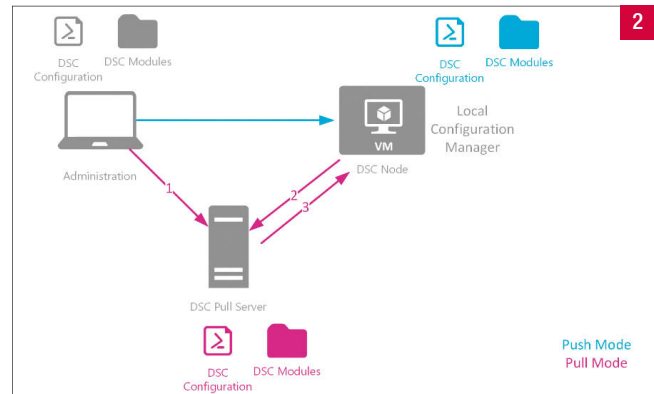 2
DSC
Configuration
DSC Modules
DSC
Configuration
DSC Modules
Administration
VM
DSC Node
Local
Configuration
Manager
1
2
3
DSC Pull Server
DSC
Configuration
DSC Modules
Push Mode
Pull Mode